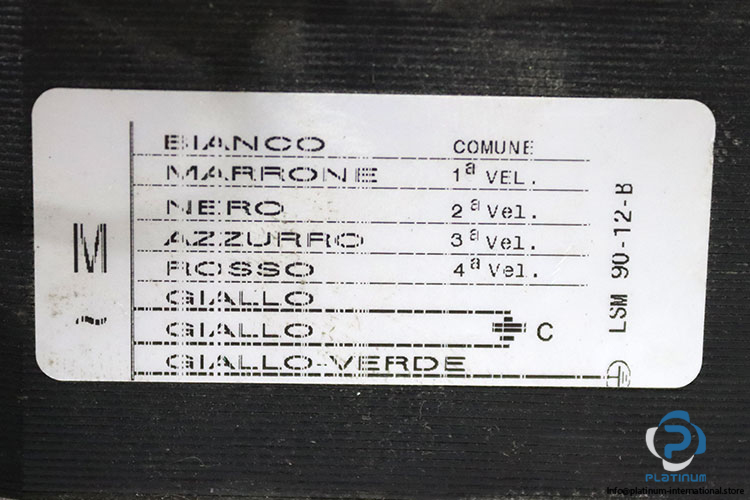 BIANCO COMUNE
MARRONE 1ª VEL.
NERO 2ª Vel.
AZZURRO 3ª Vel.
ROSSO 4ª Vel.
GIALLO
GIALLO C
GIALLO-VERDE
M
~
LSM 90-12-B
PLATINUM
info@platinum-international.store